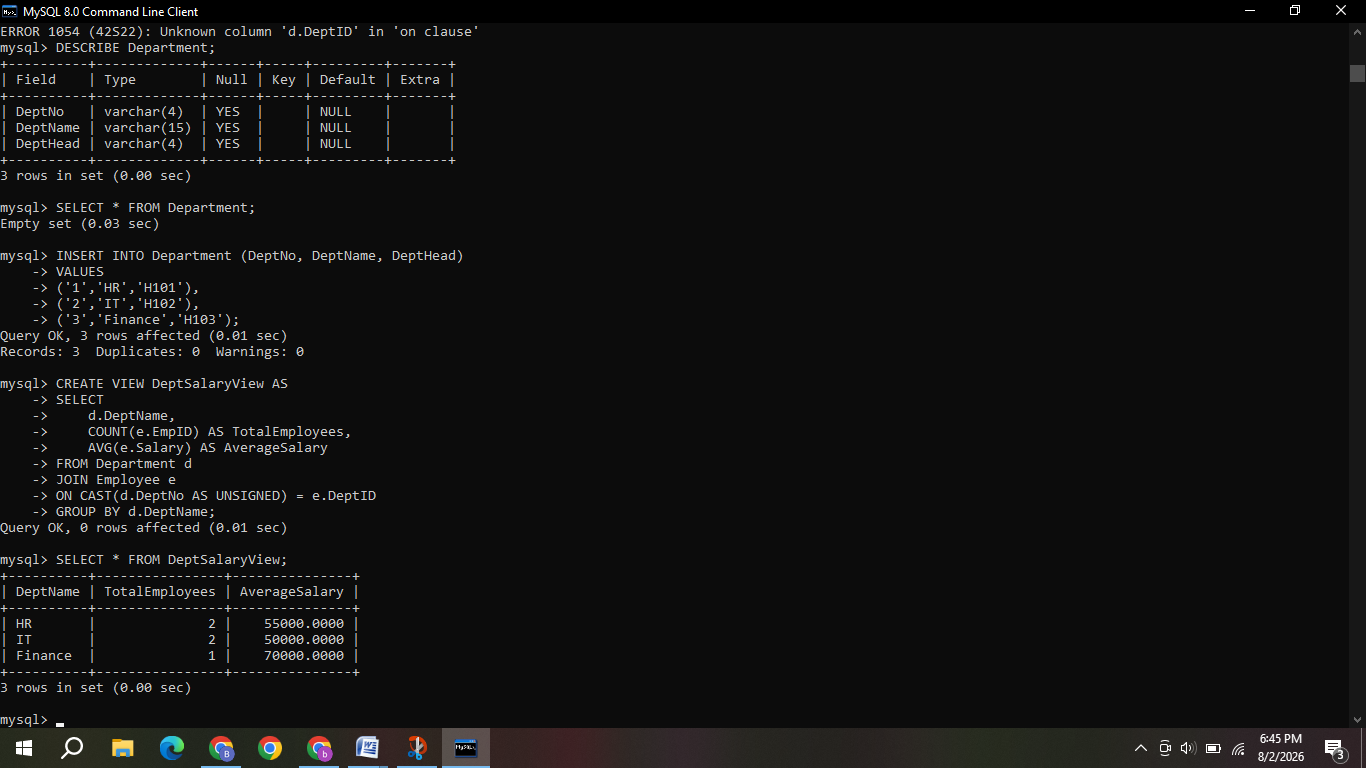 MySQL 8.0 Command Line Client
ERROR 1054 (42S22): Unknown column 'd.DeptID' in 'on clause'
mysql> DESCRIBE Department;
+----------+-------------+------+-----+---------+-------+
| Field    | Type        | Null | Key | Default | Extra |
+----------+-------------+------+-----+---------+-------+
| DeptNo   | varchar(4)  | YES  |     | NULL    |       |
| DeptName | varchar(15) | YES  |     | NULL    |       |
| DeptHead | varchar(4)  | YES  |     | NULL    |       |
+----------+-------------+------+-----+---------+-------+
3 rows in set (0.00 sec)
mysql> SELECT * FROM Department;
Empty set (0.03 sec)
mysql> INSERT INTO Department (DeptNo, DeptName, DeptHead)
    -> VALUES
    -> ('1','HR','H101'),
    -> ('2','IT','H102'),
    -> ('3','Finance','H103');
Query OK, 3 rows affected (0.01 sec)
Records: 3  Duplicates: 0  Warnings: 0
mysql> CREATE VIEW DeptSalaryView AS
    -> SELECT
    ->     d.DeptName,
    ->     COUNT(e.EmpID) AS TotalEmployees,
    ->     AVG(e.Salary) AS AverageSalary
    -> FROM Department d
    -> JOIN Employee e
    -> ON CAST(d.DeptNo AS UNSIGNED) = e.DeptID
    -> GROUP BY d.DeptName;
Query OK, 0 rows affected (0.01 sec)
mysql> SELECT * FROM DeptSalaryView;
+----------+----------------+---------------+
| DeptName | TotalEmployees | AverageSalary |
+----------+----------------+---------------+
| HR       |              2 |    55000.0000 |
| IT       |              2 |    50000.0000 |
| Finance  |              1 |    70000.0000 |
+----------+----------------+---------------+
3 rows in set (0.00 sec)
mysql>
B
b
W
MySQL
6:45 PM
8/2/2026
3